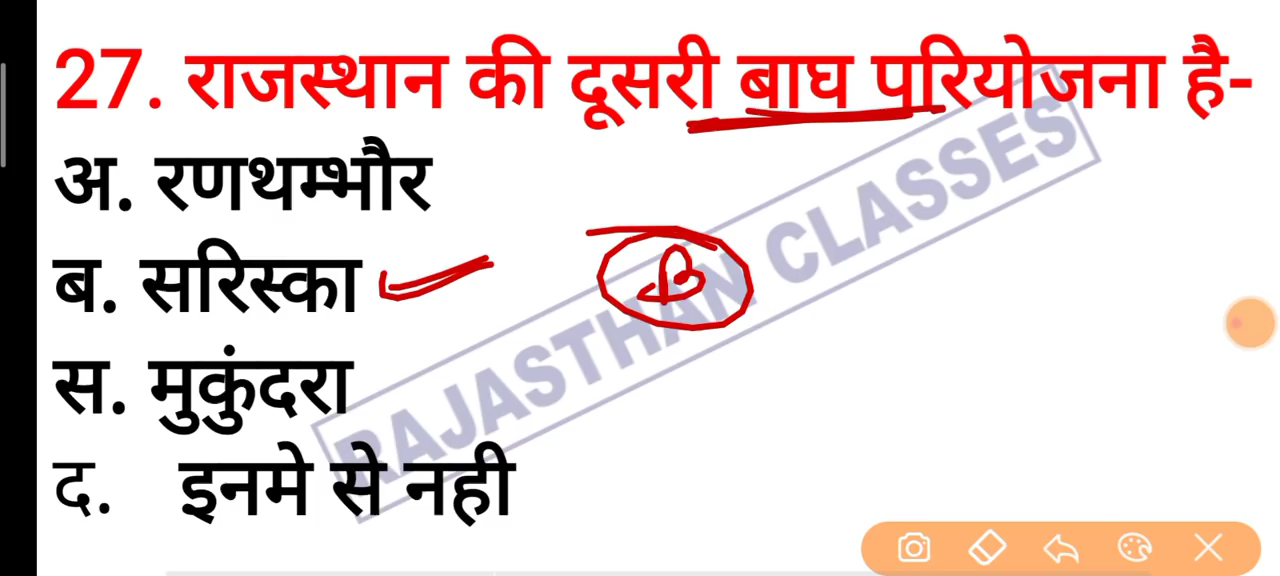 27. राजस्थान की दूसरी बाघ परियोजना है-
अ. रणथम्भौर
ब. सरिस्का
B
स. मुकुंदरा
द. इनमे से नही
RAJASTHAN CLASSES